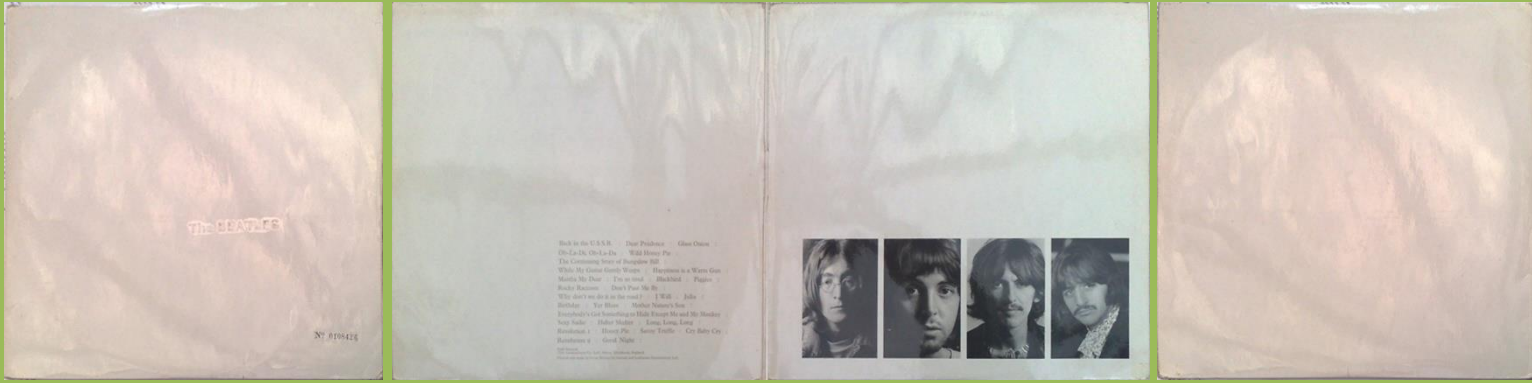 The BEATLES
Nº 0108416
Back in the U.S.S.R. : Dear Prudence : Glass Onion :
Ob-La-Di, Ob-La-Da : Wild Honey Pie :
The Continuing Story of Bungalow Bill :
While My Guitar Gently Weeps : Happiness is a Warm Gun
Martha My Dear : I'm so tired : Blackbird : Piggies :
Rocky Raccoon : Don't Pass Me By
Why don't we do it in the road? : I Will : Julia :
Birthday : Yer Blues : Mother Nature's Son :
Everybody's Got Something to Hide Except Me and My Monkey
Sexy Sadie : Helter Skelter : Long, Long, Long
Revolution 1 : Honey Pie : Savoy Truffle : Cry Baby Cry :
Revolution 9 : Good Night :